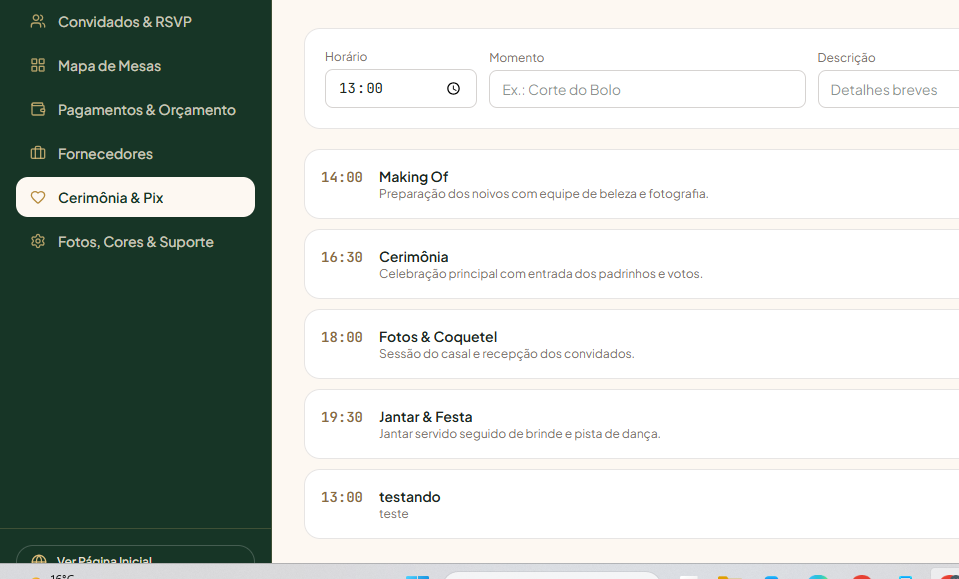 Convidados & RSVP
Mapa de Mesas
Pagamentos & Orçamento
Fornecedores
Cerimônia & Pix
Fotos, Cores & Suporte
Ver Página Inicial
Horário
Momento
Descrição
13:00
Ex.: Corte do Bolo
Detalhes breves
14:00
Making Of
Preparação dos noivos com equipe de beleza e fotografia.
16:30
Cerimônia
Celebração principal com entrada dos padrinhos e votos.
18:00
Fotos & Coquetel
Sessão do casal e recepção dos convidados.
19:30
Jantar & Festa
Jantar servido seguido de brinde e pista de dança.
13:00
testando
teste
16°C